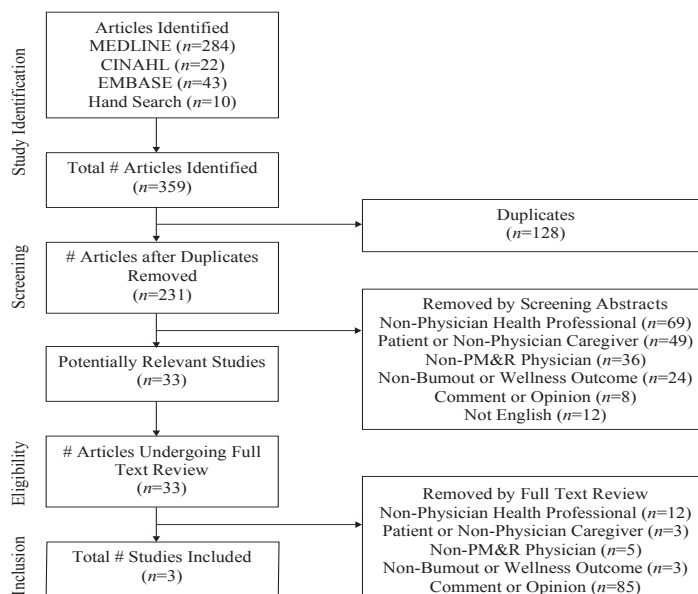 Study Identification
Articles Identified
MEDLINE (n=284)
CINAHL (n=22)
EMBASE (n=43)
Hand Search (n=10)
Total # Articles Identified
(n=359)
Duplicates
(n=128)
Screening
# Articles after Duplicates
Removed
(n=231)
Removed by Screening Abstracts
Non-Physician Health Professional (n=69)
Patient or Non-Physician Caregiver (n=49)
Non-PM&R Physician (n=36)
Non-Bumout or Wellness Outcome (n=24)
Comment or Opinion (n=8)
Not English (n=12)
Potentially Relevant Studies
(n=33)
Eligibility
# Articles Undergoing Full
Text Review
(n=33)
Removed by Full Text Review
Non-Physician Health Professional (n=12)
Patient or Non-Physician Caregiver (n=3)
Non-PM&R Physician (n=5)
Non-Bumout or Wellness Outcome (n=3)
Comment or Opinion (n=85)
Inclusion
Total # Studies Included
(n=3)